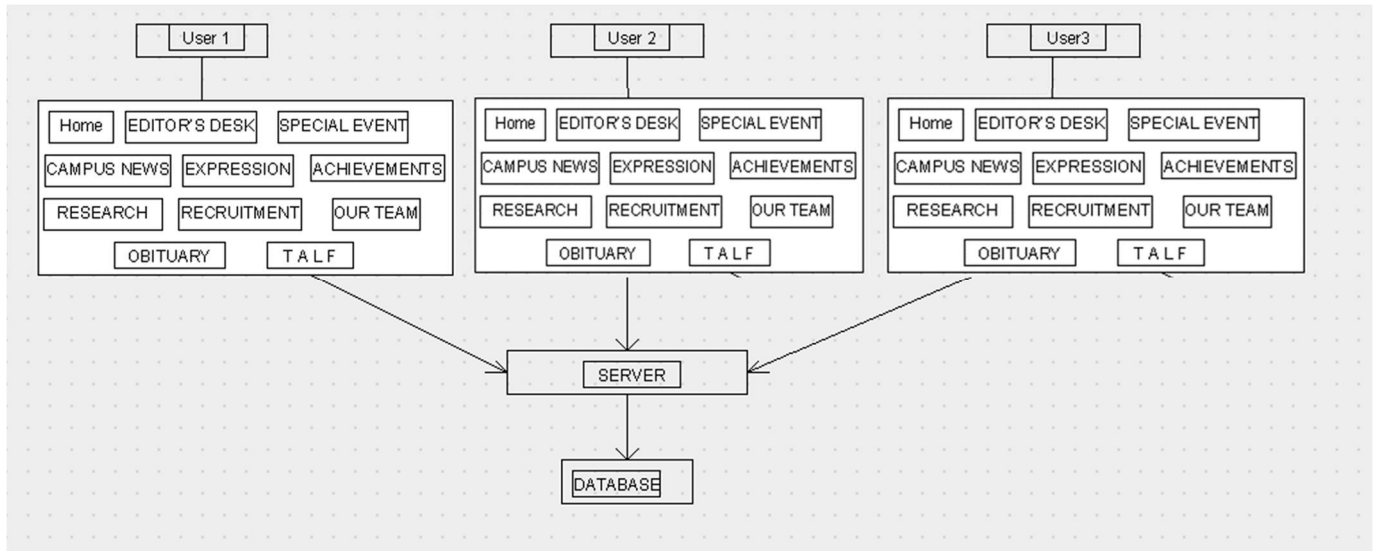 User 1
User 2
User3
Home EDITOR'S DESK SPECIAL EVENT
CAMPUS NEWS EXPRESSION ACHIEVEMENTS
RESEARCH RECRUITMENT OUR TEAM
OBITUARY T A L F
Home EDITOR'S DESK SPECIAL EVENT
CAMPUS NEWS EXPRESSION ACHIEVEMENTS
RESEARCH RECRUITMENT OUR TEAM
OBITUARY T A L F
Home EDITOR'S DESK SPECIAL EVENT
CAMPUS NEWS EXPRESSION ACHIEVEMENTS
RESEARCH RECRUITMENT OUR TEAM
OBITUARY T A L F
SERVER
DATABASE